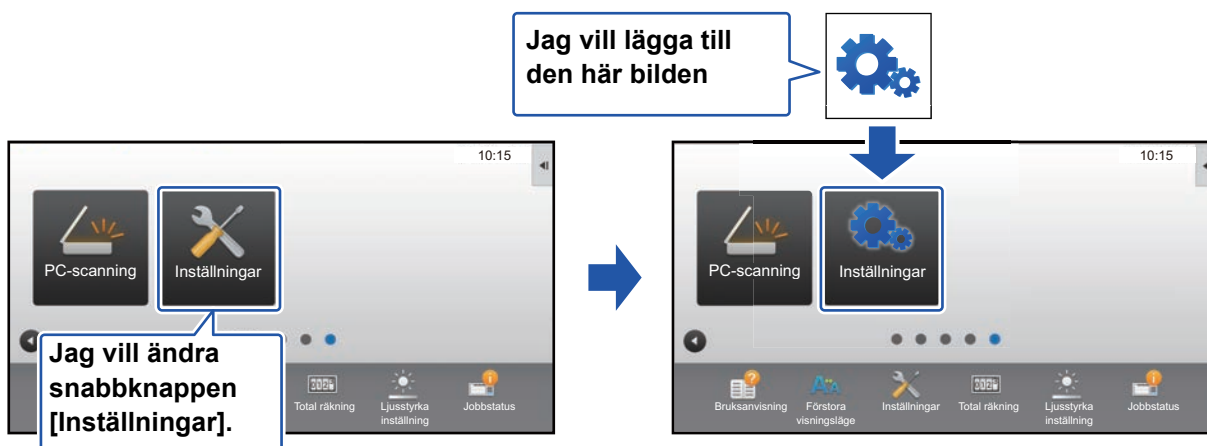 Jag vill lägga till
den här bilden
10:15
PC-scanning
Inställningar
Jag vill ändra
snabbknappen
[Inställningar].
Total räkning
Ljusstyrka
inställning
Jobbstatus
10:15
PC-scanning
Inställningar
Bruksanvisning
Förstora
visningsläge
Inställningar
Total räkning
Ljusstyrka
inställning
Jobbstatus